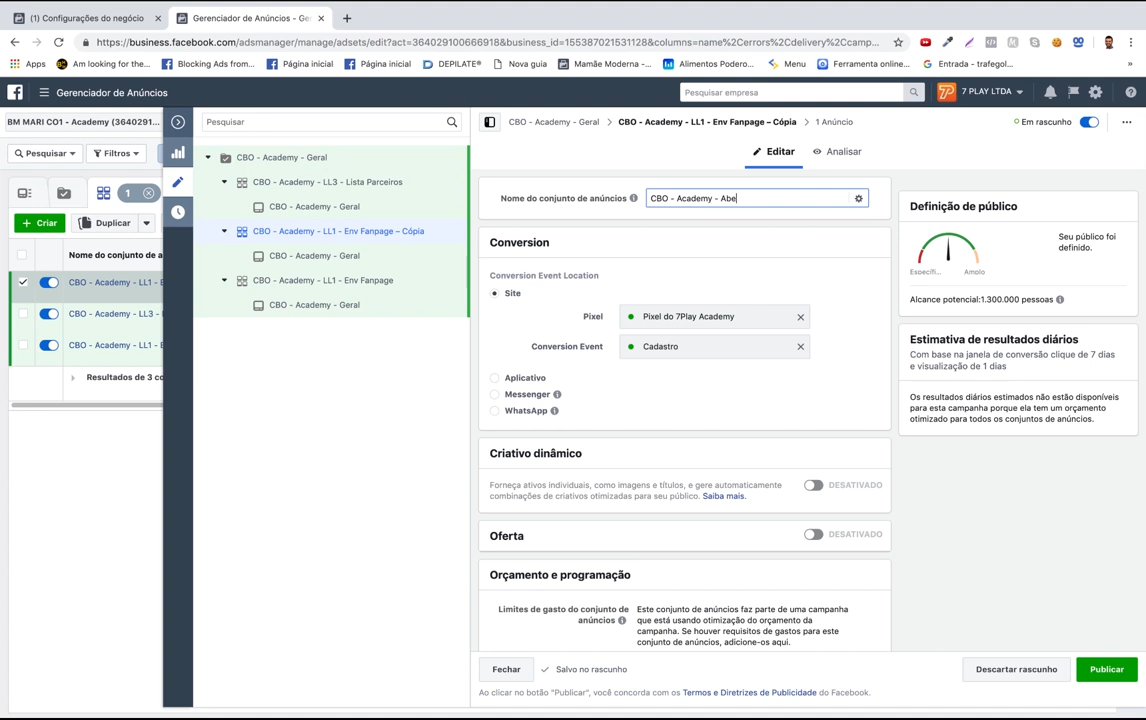 (1) Configurações do negócio
Gerenciador de Anúncios - Ger
https://business.facebook.com/adsmanager/manage/adsets/edit?act=364029100666918&business_id=155387021531128&columns=name%2Cerrors%2Cdelivery%2Ccamp...
Apps
Am looking for the...
Blocking Ads from...
Página inicial
Página inicial
DEPILATE®
Nova guia
Mamãe Moderna -...
Alimentos Podero...
Menu
Ferramenta online...
Entrada - trafegol...
Gerenciador de Anúncios
Pesquisar empresa
7 PLAY LTDA
BM MARI CO1 - Academy (3640291...
Pesquisar
Filtros
1
+ Criar
Duplicar
Nome do conjunto de a
CBO - Academy - LL1 - E
CBO - Academy - LL3 -
CBO - Academy - LL1 - E
Resultados de 3 co
Pesquisar
CBO - Academy - Geral
CBO - Academy - LL3 - Lista Parceiros
CBO - Academy - Geral
CBO - Academy - LL1 - Env Fanpage – Cópia
CBO - Academy - Geral
CBO - Academy - LL1 - Env Fanpage
CBO - Academy - Geral
CBO - Academy - Geral > CBO - Academy - LL1 - Env Fanpage – Cópia > 1 Anúncio
Em rascunho
Editar
Analisar
Nome do conjunto de anúncios
CBO - Academy - Abe
Conversion
Conversion Event Location
Site
Pixel
Pixel do 7Play Academy
Conversion Event
Cadastro
Aplicativo
Messenger
WhatsApp
Criativo dinâmico
Forneça ativos individuais, como imagens e títulos, e gere automaticamente
combinações de criativos otimizadas para seu público. Saiba mais.
DESATIVADO
Oferta
DESATIVADO
Orçamento e programação
Limites de gasto do conjunto de
anúncios
Este conjunto de anúncios faz parte de uma campanha
que está usando otimização do orçamento da
campanha. Se houver requisitos de gastos para este
conjunto de anúncios, adicione-os aqui.
Fechar
Salvo no rascunho
Descartar rascunho
Publicar
Ao clicar no botão "Publicar", você concorda com os Termos e Diretrizes de Publicidade do Facebook.
Definição de público
Seu público foi
definido.
Específi...
Amplo
Alcance potencial:1.300.000 pessoas
Estimativa de resultados diários
Com base na janela de conversão clique de 7 dias
e visualização de 1 dias
Os resultados diários estimados não estão disponíveis
para esta campanha porque ela tem um orçamento
otimizado para todos os conjuntos de anúncios.